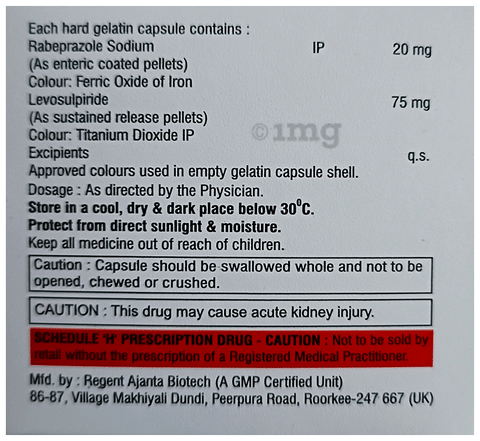 Each hard gelatin capsule contains :
Rabeprazole Sodium IP 20 mg
(As enteric coated pellets)
Colour: Ferric Oxide of Iron
Levosulpiride 75 mg
(As sustained release pellets)
Colour: Titanium Dioxide IP
©1mg
Excipients q.s.
Approved colours used in empty gelatin capsule shell.
Dosage : As directed by the Physician.
Store in a cool, dry & dark place below 30⁰C.
Protect from direct sunlight & moisture.
Keep all medicine out of reach of children.
Caution : Capsule should be swallowed whole and not to be
opened, chewed or crushed.
CAUTION : This drug may cause acute kidney injury.
SCHEDULE 'H' PRESCRIPTION DRUG - CAUTION : Not to be sold by
retail without the prescription of a Registered Medical Practitioner.
Mfd. by : Regent Ajanta Biotech (A GMP Certified Unit)
86-87, Village Makhiyali Dundi, Peerpura Road, Roorkee-247 667 (UK)